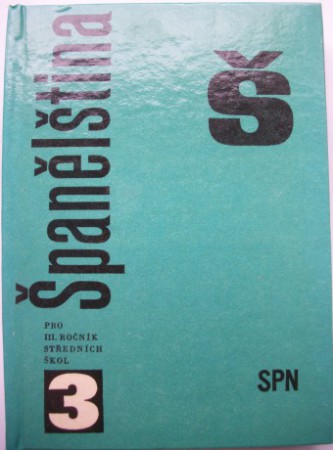 Španělština
Š
PRO
III. ROČNÍK
STŘEDNÍCH
ŠKOL
3
SPN